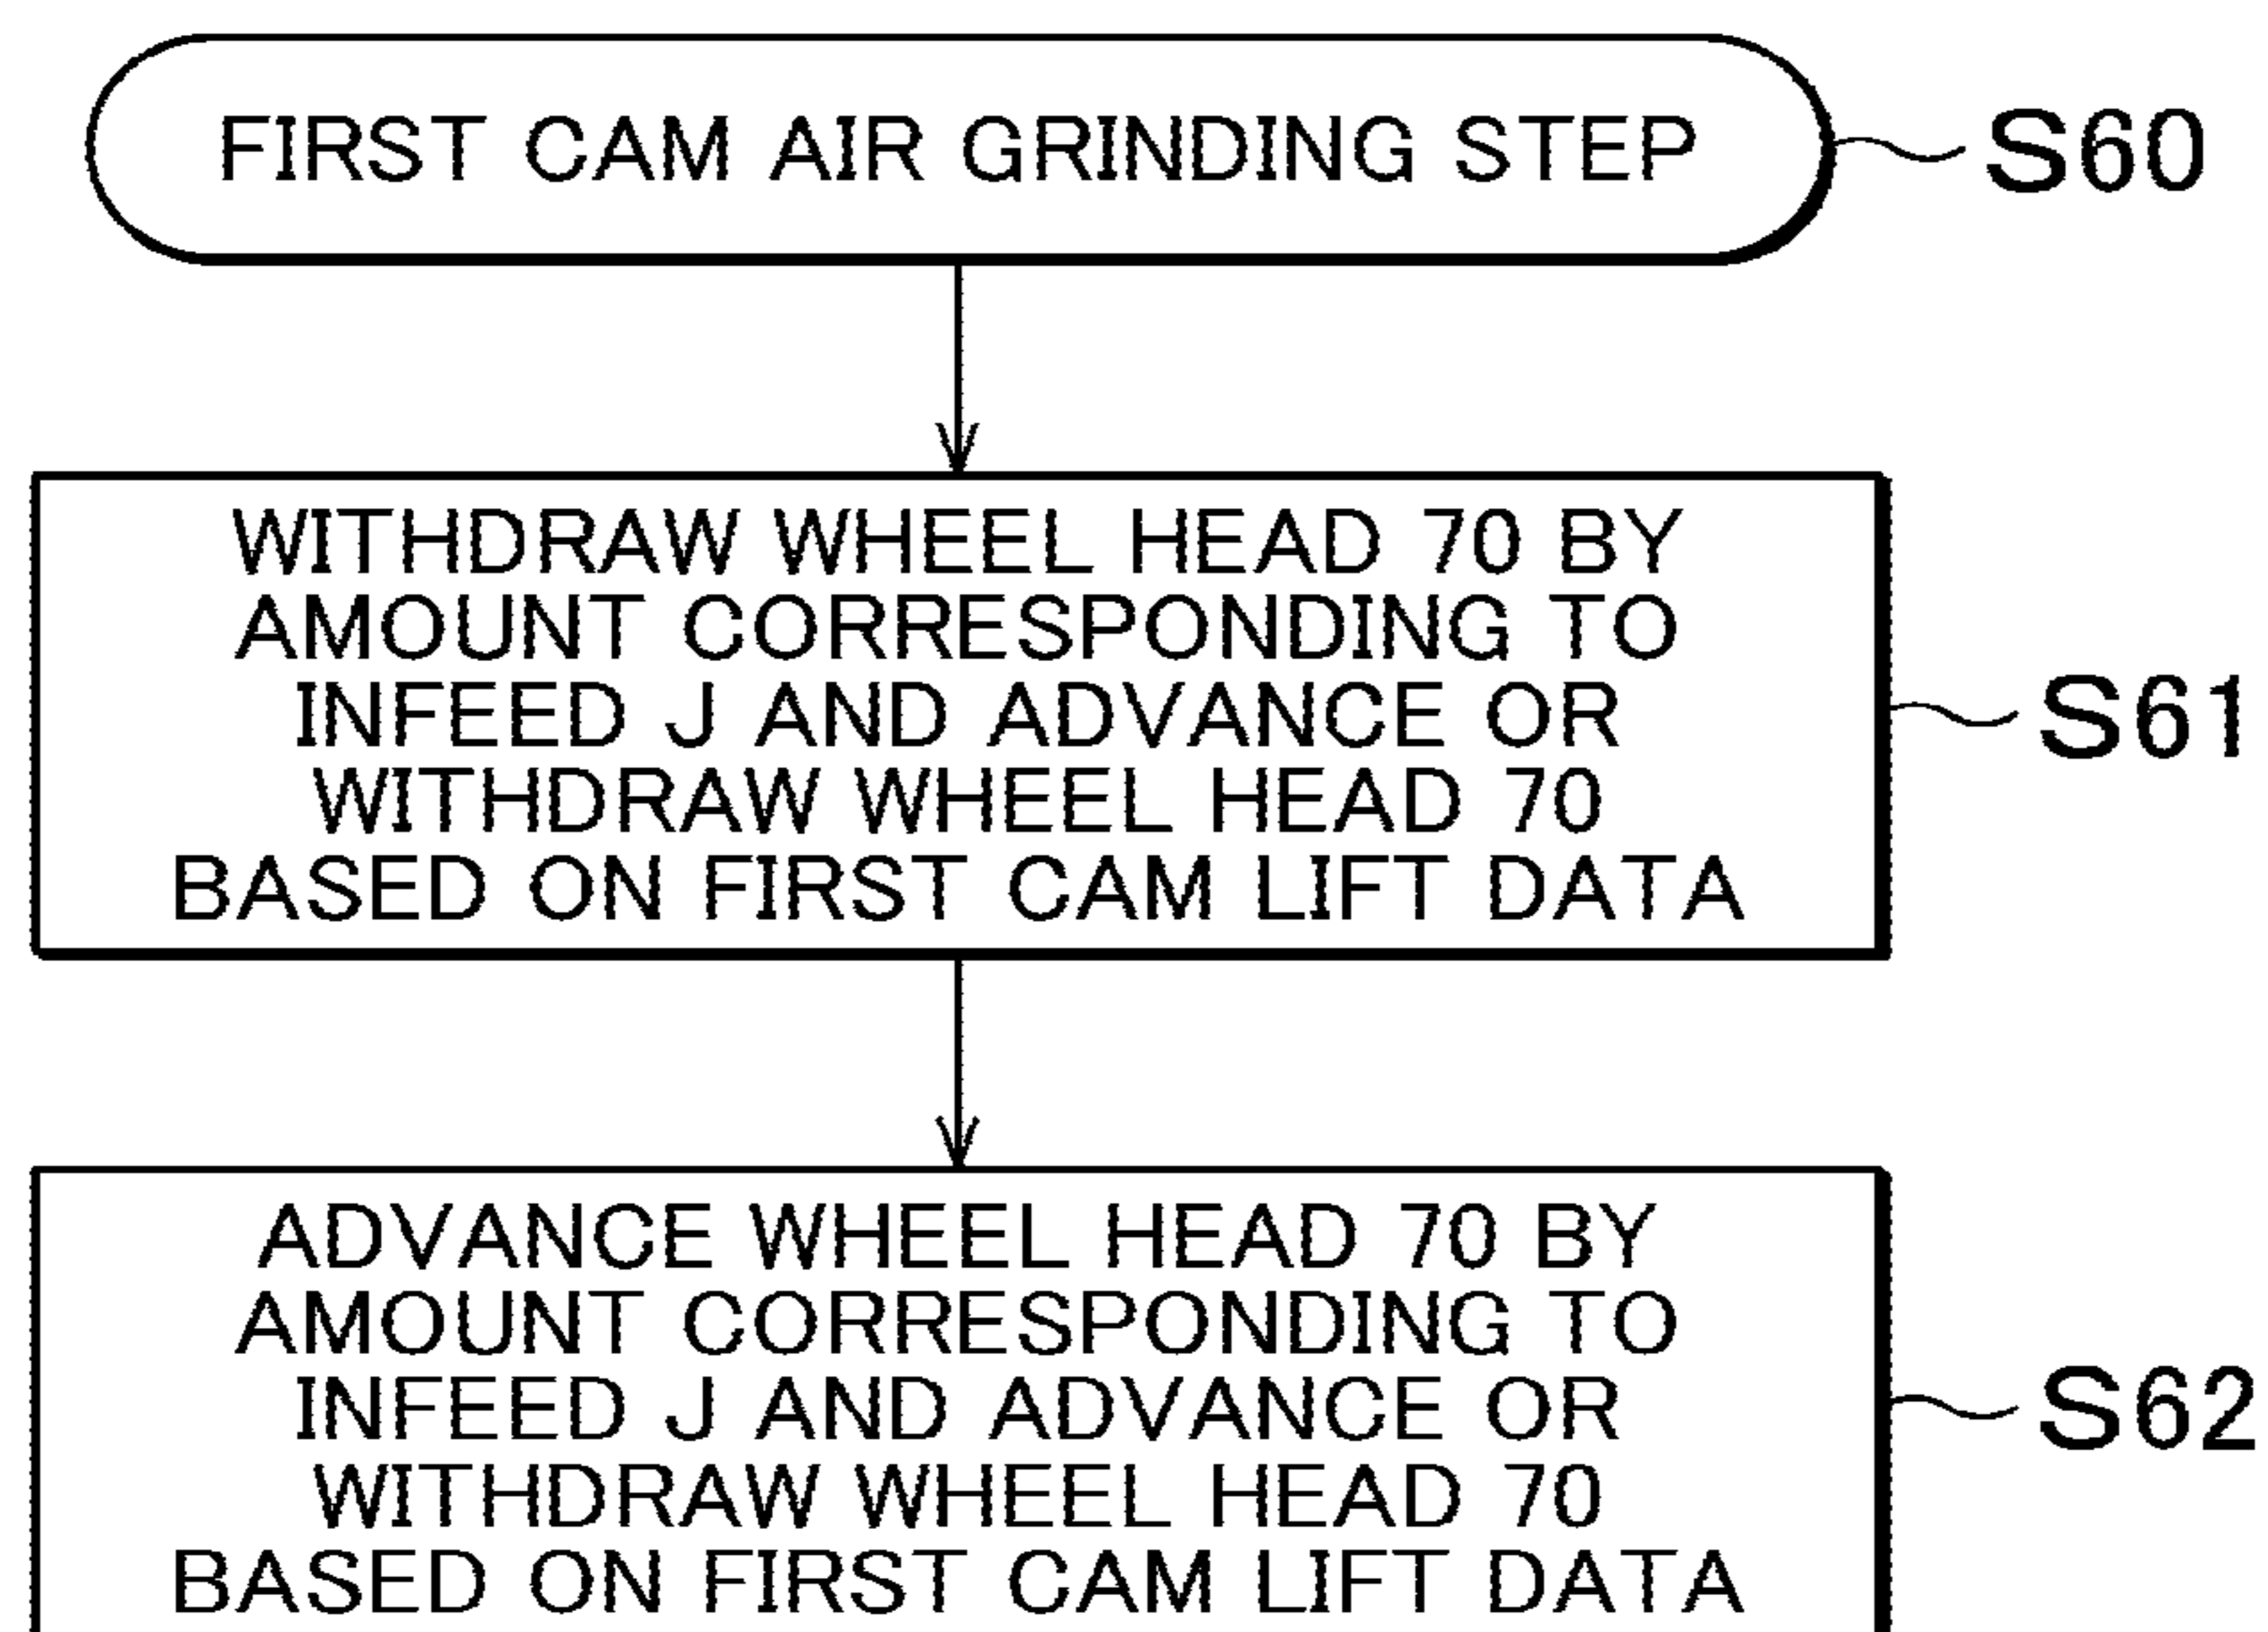 FIRST CAM AIR GRINDING STEP
S60
WITHDRAW WHEEL HEAD 70 BY
AMOUNT CORRESPONDING TO
INFEED J AND ADVANCE OR
WITHDRAW WHEEL HEAD 70
BASED ON FIRST CAM LIFT DATA
S61
ADVANCE WHEEL HEAD 70 BY
AMOUNT CORRESPONDING TO
INFEED J AND ADVANCE OR
WITHDRAW WHEEL HEAD 70
BASED ON FIRST CAM LIFT DATA
S62